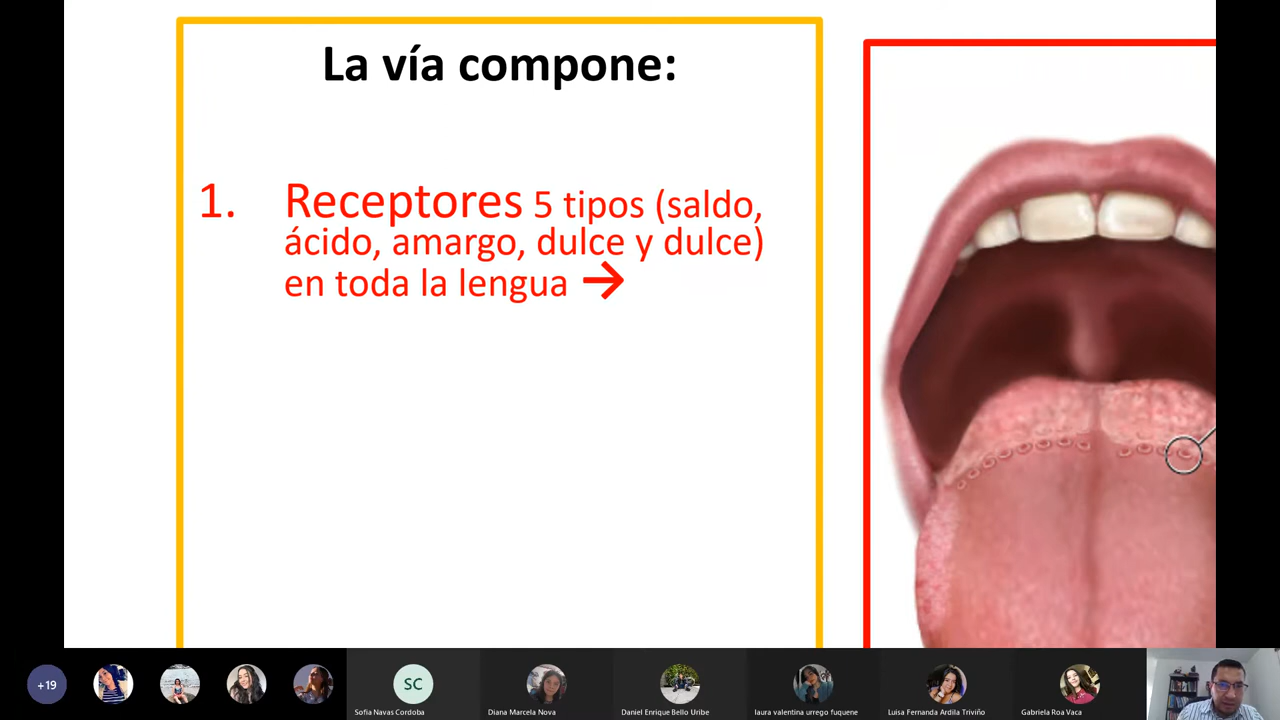 La vía compone:
1. Receptores 5 tipos (saldo,
ácido, amargo, dulce y dulce)
en toda la lengua →
+19
SC
Sofia Navas Cordoba
Diana Marcela Nova
Daniel Enrique Bello Uribe
laura valentina urrego fuquene
Luisa Fernanda Ardila Triviño
Gabriela Roa Vaca